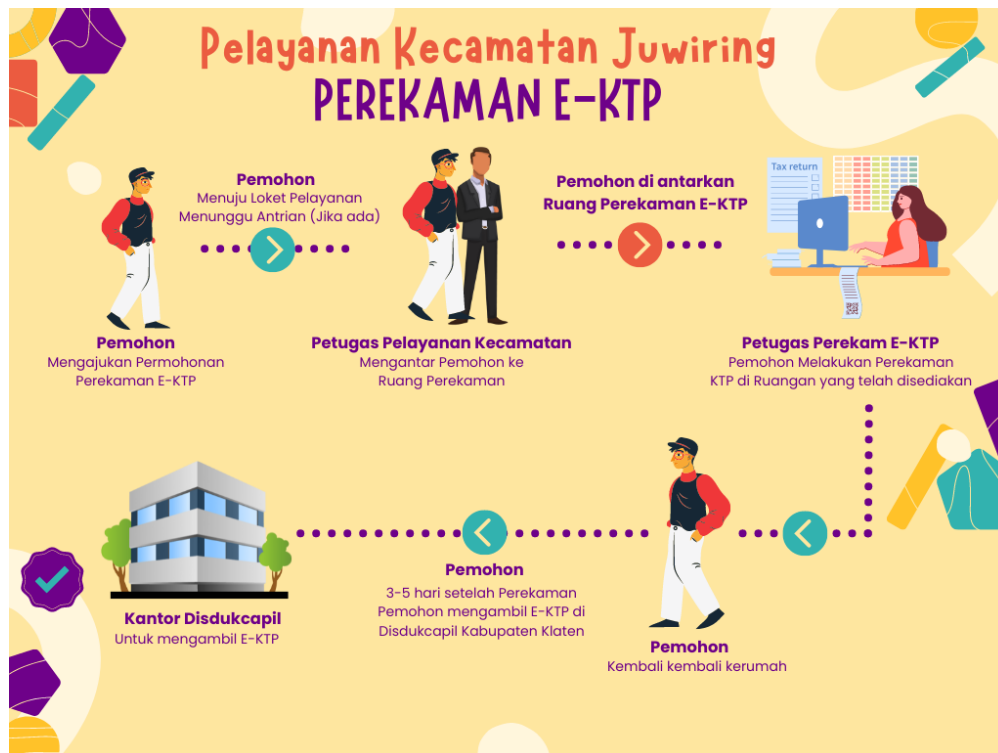 Pelayanan Kecamatan Juwiring
PEREKAMAN E-KTP
Pemohon
Menuju Loket Pelayanan
Menunggu Antrian (Jika ada)
Pemohon di antarkan
Ruang Perekaman E-KTP
Tax return
Pemohon
Mengajukan Permohonan
Perekaman E-KTP
Petugas Pelayanan Kecamatan
Mengantar Pemohon ke
Ruang Perekaman
Petugas Perekam E-KTP
Pemohon Melakukan Perekaman
KTP di Ruangan yang telah disediakan
Pemohon
Kembali kembali kerumah
Pemohon
3-5 hari setelah Perekaman
Pemohon mengambil E-KTP di
Disdukcapil Kabupaten Klaten
Kantor Disdukcapil
Untuk mengambil E-KTP